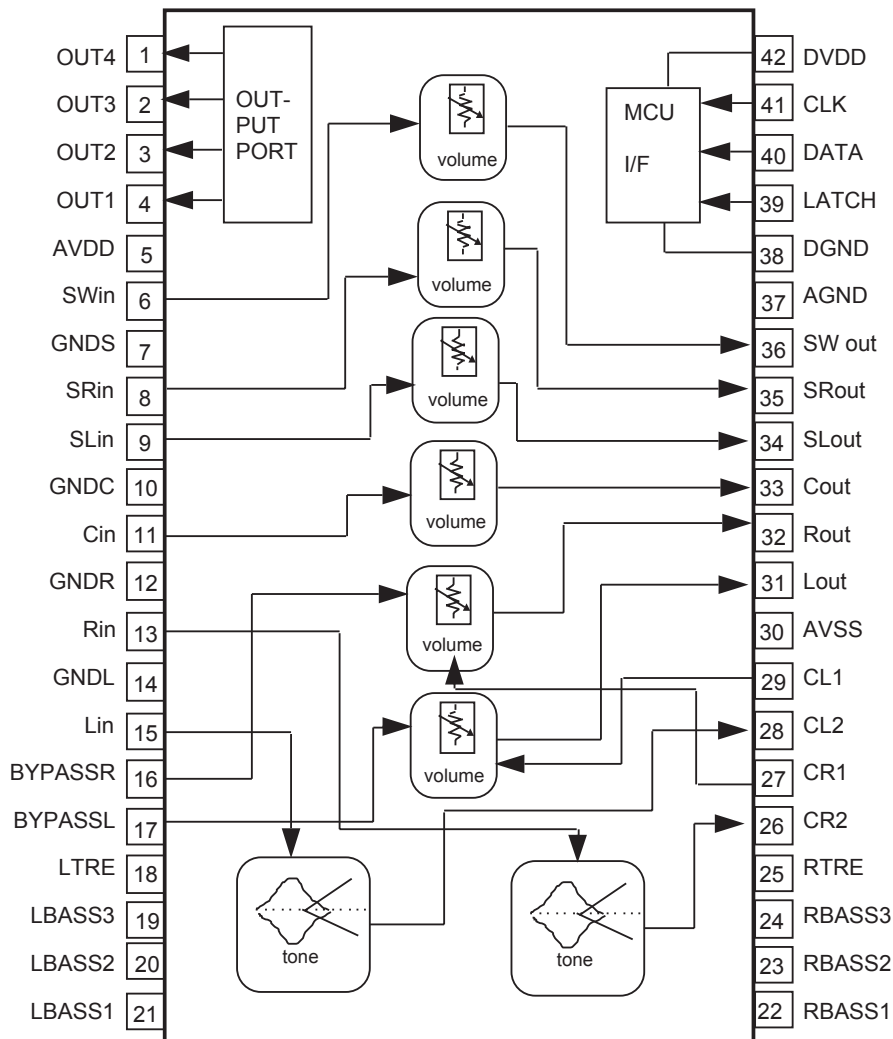 OUT4 1
OUT3 2
OUT2 3
OUT1 4
AVDD 5
SWin 6
GNDS 7
SRin 8
SLin 9
GNDC 10
Cin 11
GNDR 12
Rin 13
GNDL 14
Lin 15
BYPASSR 16
BYPASSL 17
LTRE 18
LBASS3 19
LBASS2 20
LBASS1 21
OUT-
PUT
PORT
volume
volume
volume
volume
volume
volume
tone
tone
MCU
I/F
42 DVDD
41 CLK
40 DATA
39 LATCH
38 DGND
37 AGND
36 SW out
35 SRout
34 SLout
33 Cout
32 Rout
31 Lout
30 AVSS
29 CL1
28 CL2
27 CR1
26 CR2
25 RTRE
24 RBASS3
23 RBASS2
22 RBASS1